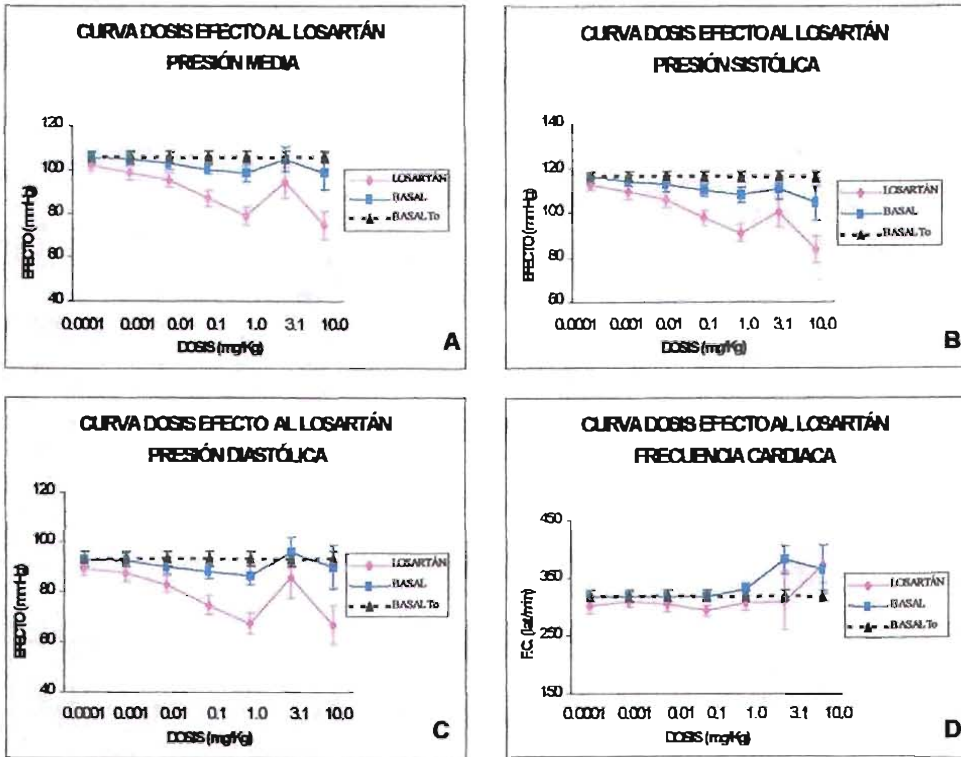 CURVA DOSIS EFECTO AL LOSARTÁN
PRESIÓN MEDIA
120
100
80
60
40
EFECTO (mmHg)
0.0001 0.001 0.01 0.1 1.0 3.1 10.0
DOSIS (mg/Kg)
LOSARTÁN
BASAL
BASAL To
A
CURVA DOSIS EFECTO AL LOSARTÁN
PRESIÓN SISTÓLICA
140
120
100
80
60
EFECTO (mmHg)
0.0001 0.001 0.01 0.1 1.0 3.1 10.0
DOSIS (mg/Kg)
LOSARTÁN
BASAL
BASAL To
B
CURVA DOSIS EFECTO AL LOSARTÁN
PRESIÓN DIASTÓLICA
120
100
80
60
40
EFECTO (mmHg)
0.0001 0.001 0.01 0.1 1.0 3.1 10.0
DOSIS (mg/Kg)
LOSARTÁN
BASAL
BASAL To
C
CURVA DOSIS EFECTO AL LOSARTÁN
FRECUENCIA CARDIACA
450
350
250
150
F.C. (lat/min)
0.0001 0.001 0.01 0.1 1.0 3.1 10.0
DOSIS (mg/Kg)
LOSARTÁN
BASAL
BASAL To
D